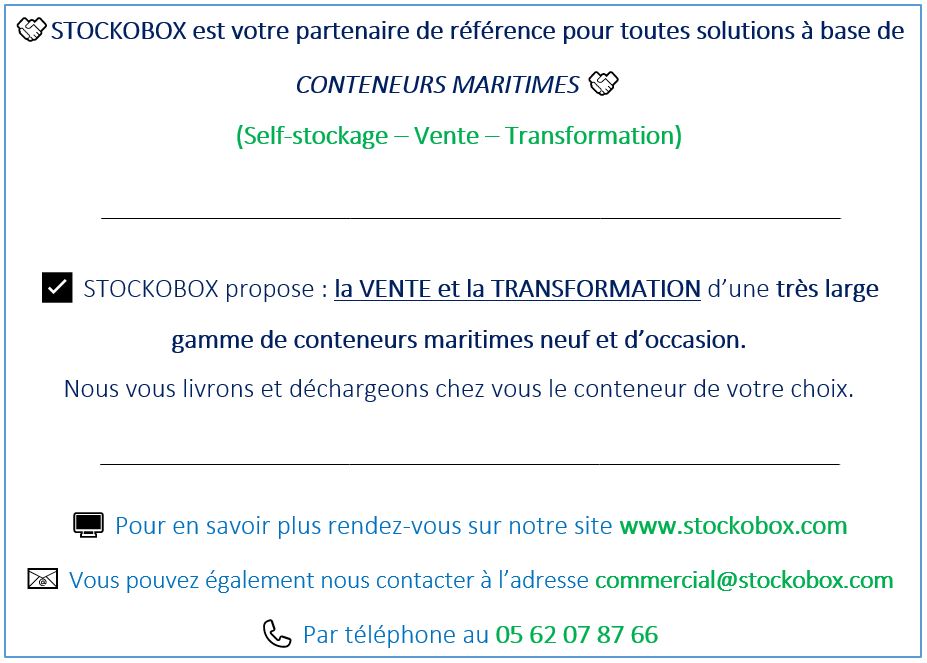 STOCKOBOX est votre partenaire de référence pour toutes solutions à base de
CONTENEURS MARITIMES
(Self-stockage – Vente – Transformation)
STOCKOBOX propose : la VENTE et la TRANSFORMATION d’une très large
gamme de conteneurs maritimes neuf et d’occasion.
Nous vous livrons et déchargeons chez vous le conteneur de votre choix.
Pour en savoir plus rendez-vous sur notre site www.stockobox.com
Vous pouvez également nous contacter à l’adresse commercial@stockobox.com
Par téléphone au 05 62 07 87 66